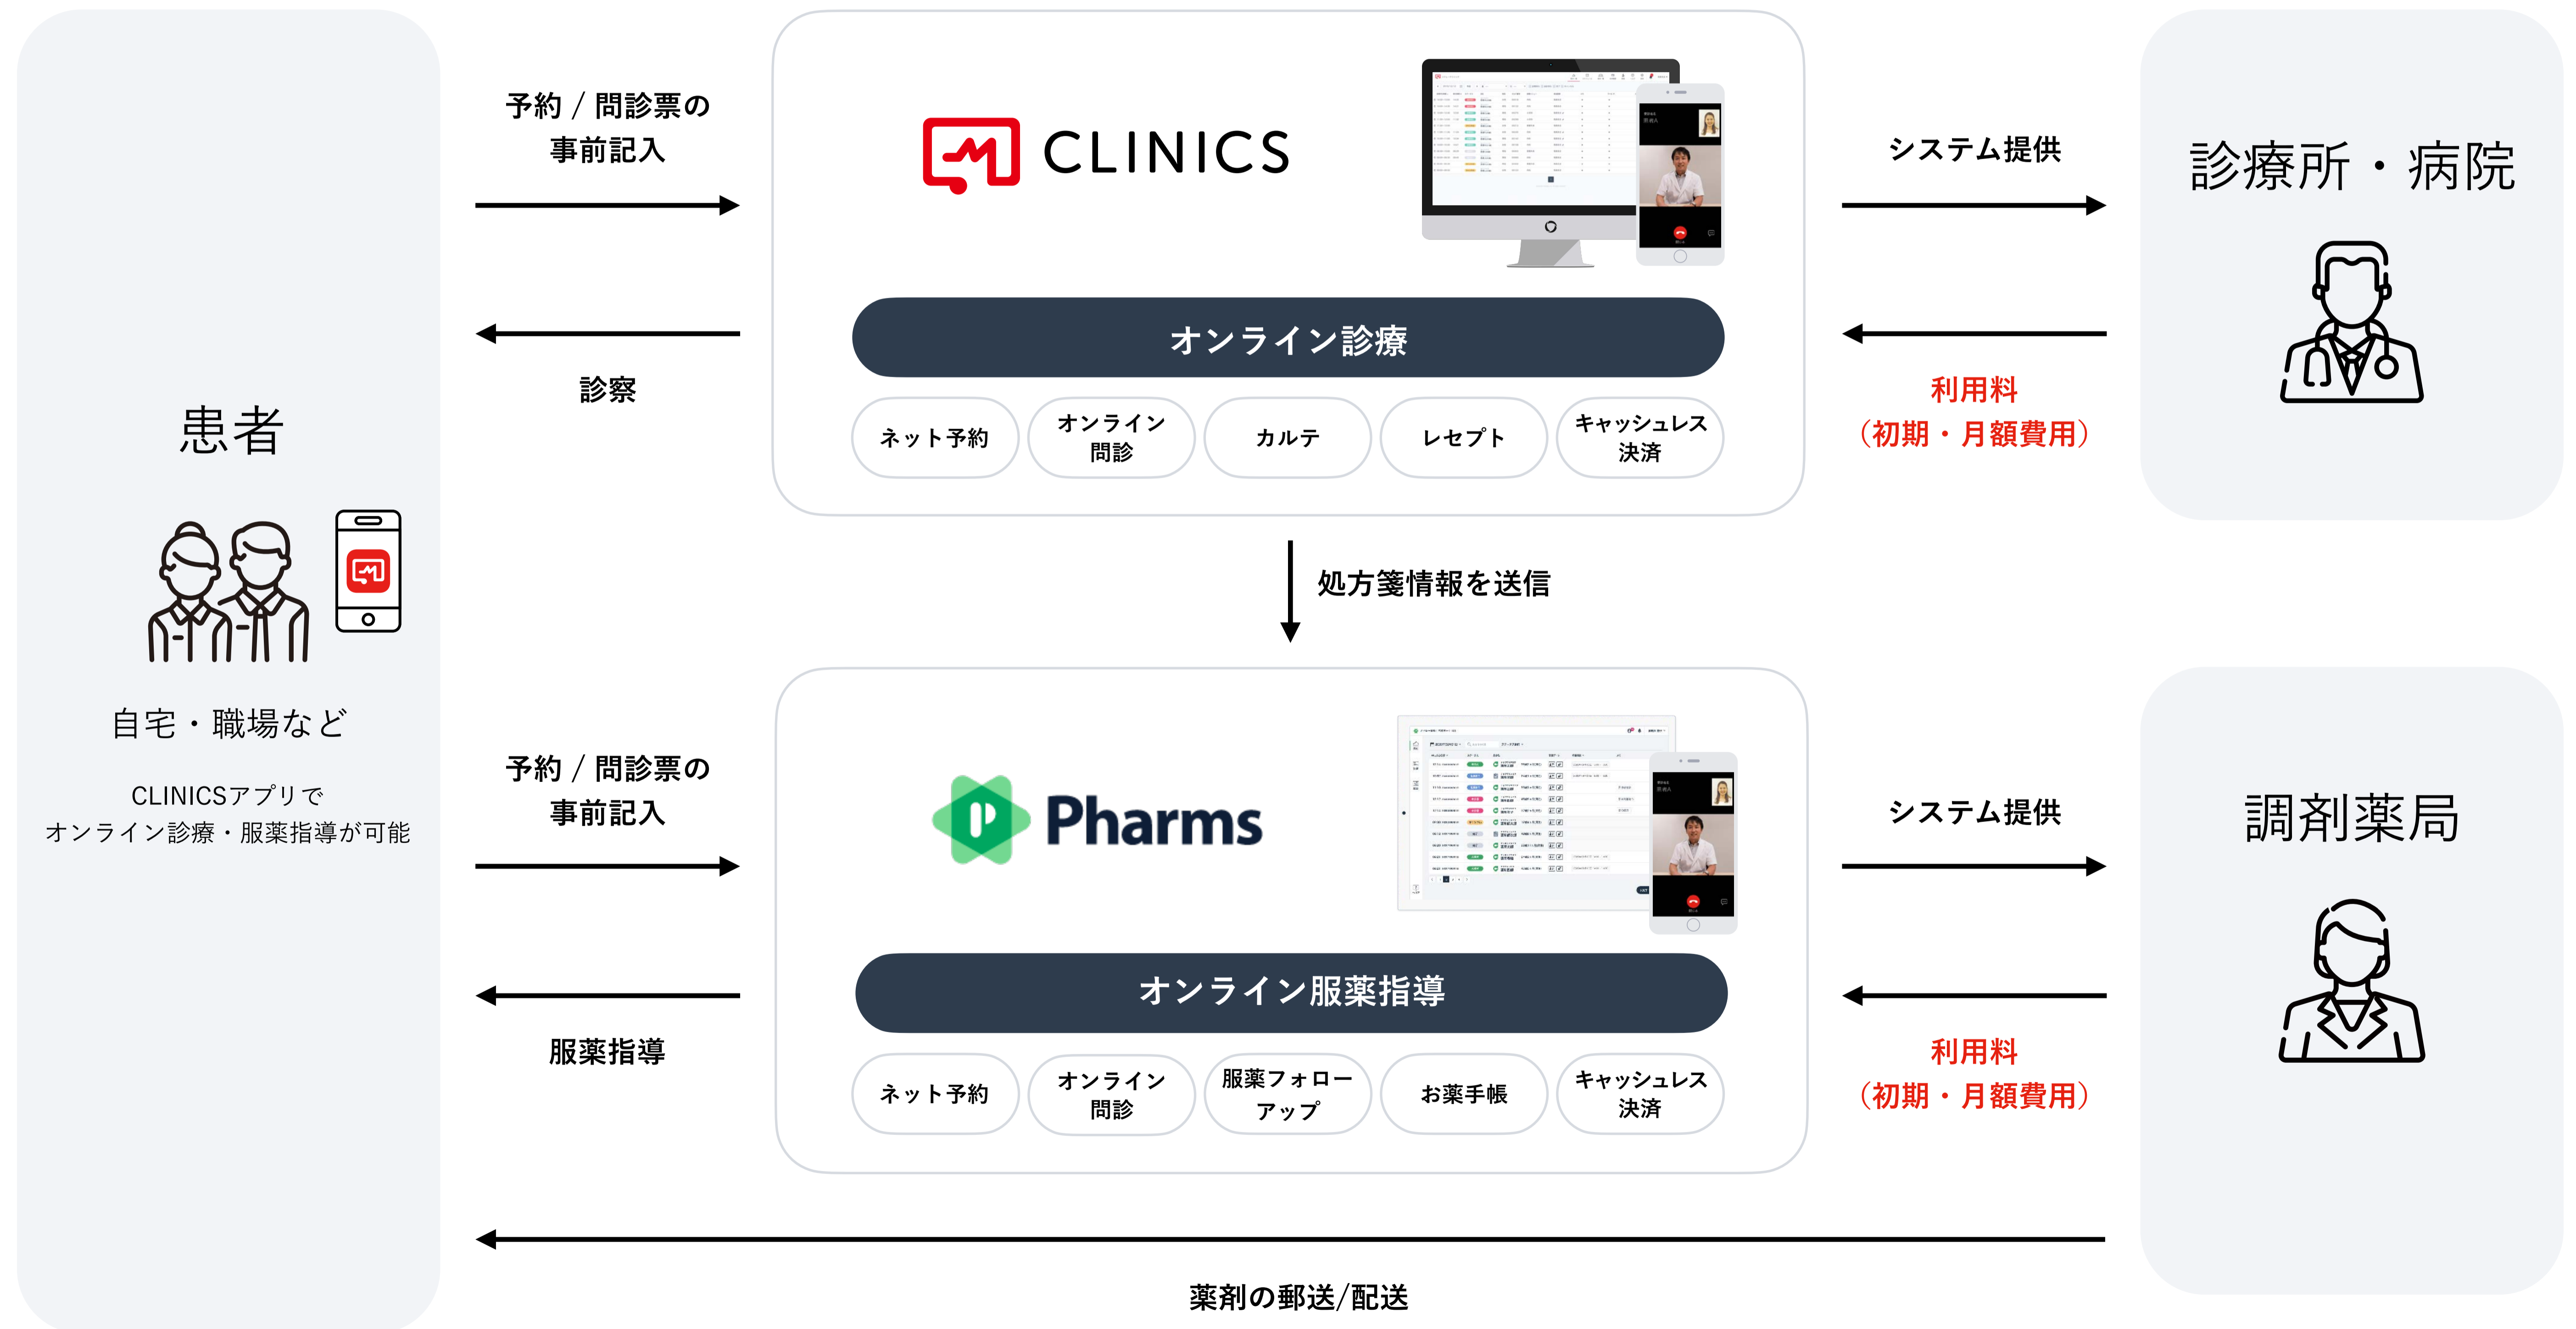 患者
自宅・職場など
CLINICSアプリで
オンライン診療・服薬指導が可能
予約 / 問診票の
事前記入
診察
CLINICS
オンライン診療
ネット予約
オンライン
問診
カルテ
レセプト
キャッシュレス
決済
システム提供
利用料
（初期・月額費用）
診療所・病院
処方箋情報を送信
予約 / 問診票の
事前記入
服薬指導
Pharms
オンライン服薬指導
ネット予約
オンライン
問診
服薬フォロー
アップ
お薬手帳
キャッシュレス
決済
システム提供
利用料
（初期・月額費用）
調剤薬局
薬剤の郵送/配送